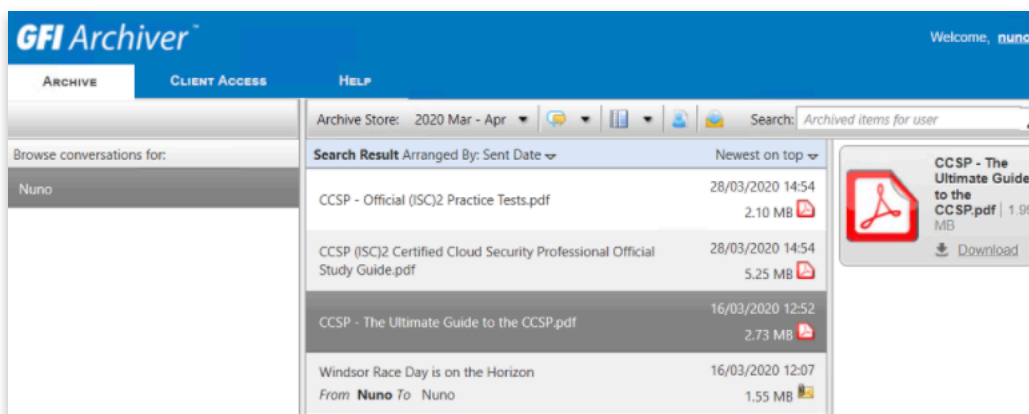 GFI Archiver™
Welcome, nuno
ARCHIVE CLIENT ACCESS HELP
Archive Store: 2020 Mar - Apr Search: Archived items for user
Browse conversations for:
Nuno
Search Result Arranged By: Sent Date Newest on top
CCSP - Official (ISC)2 Practice Tests.pdf
28/03/2020 14:54
2.10 MB
CCSP (ISC)2 Certified Cloud Security Professional Official
Study Guide.pdf
28/03/2020 14:54
5.25 MB
CCSP - The Ultimate Guide to the CCSP.pdf
16/03/2020 12:52
2.73 MB
Windsor Race Day is on the Horizon
From Nuno To Nuno
16/03/2020 12:07
1.55 MB
CCSP - The
Ultimate Guide
to the
CCSP.pdf | 1.99
MB
Download